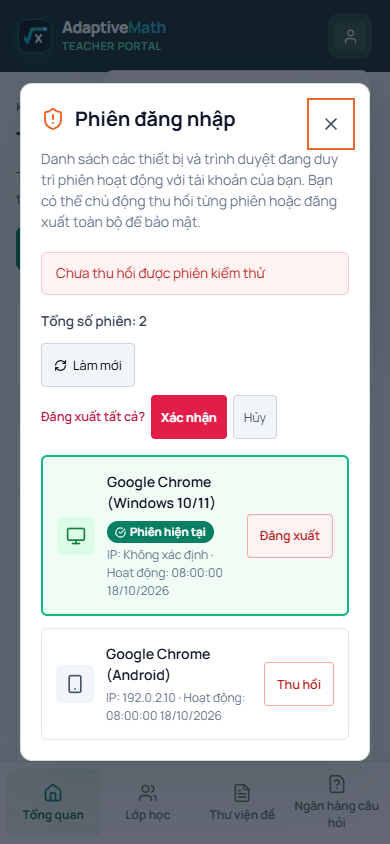 AdaptiveMath
TEACHER PORTAL
Phiên đăng nhập
Danh sách các thiết bị và trình duyệt đang duy
trì phiên hoạt động với tài khoản của bạn. Bạn
có thể chủ động thu hồi từng phiên hoặc đăng
xuất toàn bộ để bảo mật.
Chưa thu hồi được phiên kiểm thử
Tổng số phiên: 2
Làm mới
Đăng xuất tất cả? Xác nhận Hủy
Google Chrome
(Windows 10/11)
Phiên hiện tại
IP: Không xác định ·
Hoạt động: 08:00:00
18/10/2026
Đăng xuất
Google Chrome
(Android)
IP: 192.0.2.10 · Hoạt động:
08:00:00 18/10/2026
Thu hồi
Tổng quan
Lớp học
Thư viện đề
Ngân hàng câu
hỏi